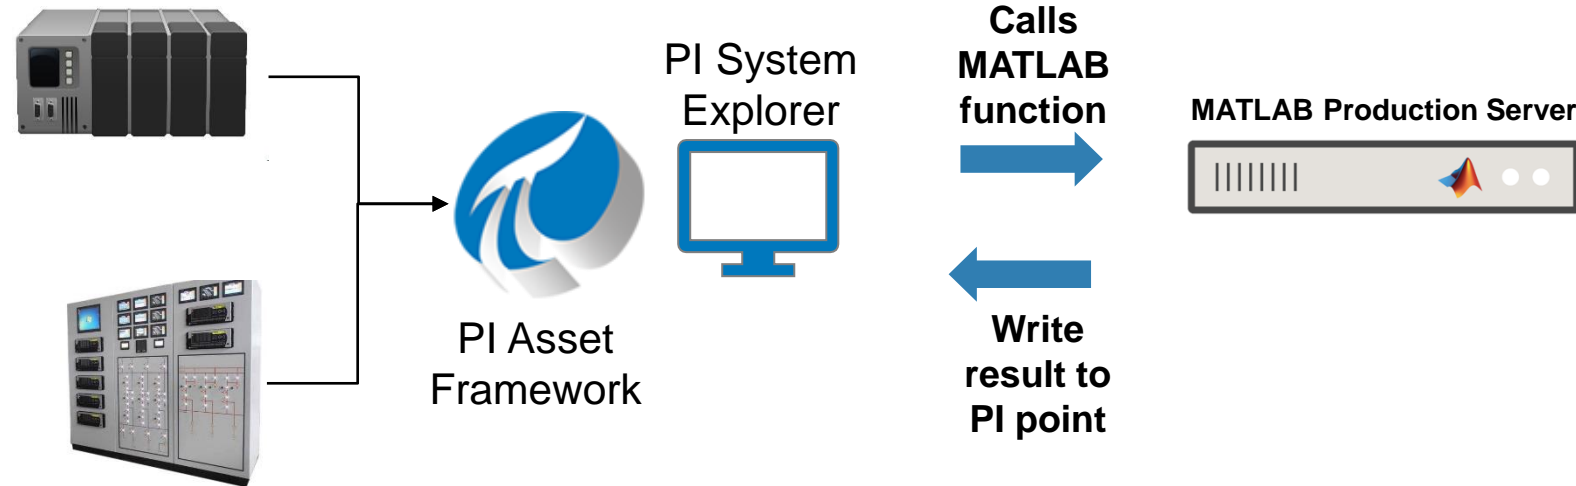 PI System
Explorer
Calls
MATLAB
function
MATLAB Production Server
PI Asset
Framework
Write
result to
PI point